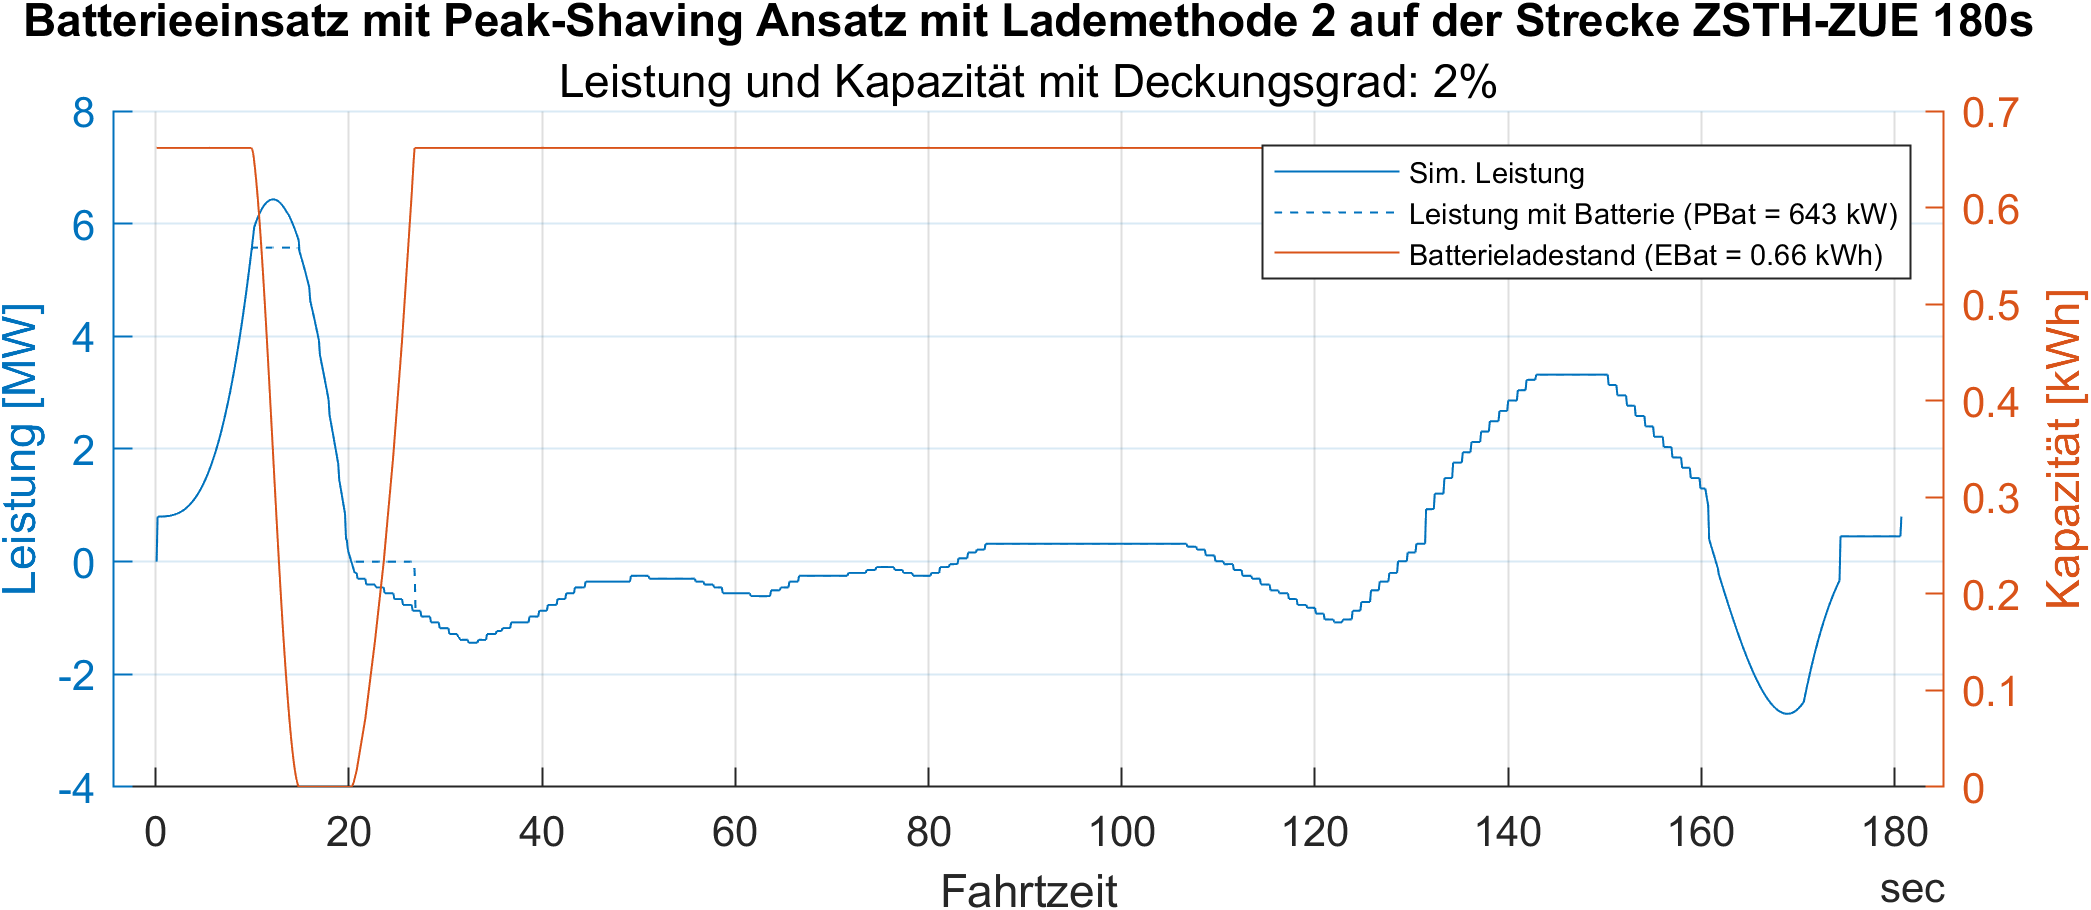 Batterieeinsatz mit Peak-Shaving Ansatz mit Lademethode 2 auf der Strecke ZSTH-ZUE 180s
Leistung und Kapazität mit Deckungsgrad: 2%
8
6
4
2
0
-2
-4
Leistung [MW]
0.7
0.6
0.5
0.4
0.3
0.2
0.1
0
Kapazität [kWh]
Sim. Leistung
Leistung mit Batterie (PBat = 643 kW)
Batterieladestand (EBat = 0.66 kWh)
0 20 40 60 80 100 120 140 160 180
Fahrtzeit
sec